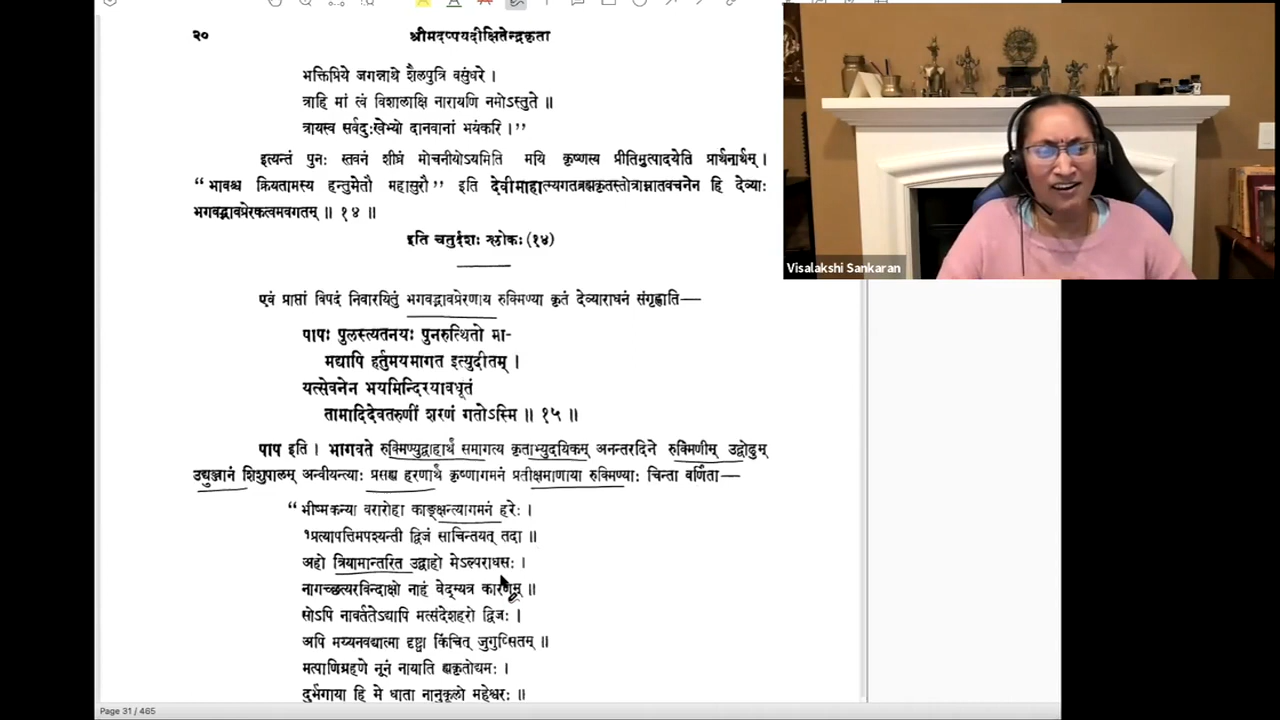 २०
श्रीमदप्पयदीक्षितेन्द्रकृता
भक्तिप्रिये जगन्नाथे शैलपुत्रि वसुंधरे ।
त्राहि मां त्वं विशालाक्षि नारायणि नमोऽस्तुते ॥
त्रायस्व सर्वदुःखेभ्यो दानवानां भयंकरि ।’’
इत्यन्तं पुनः स्तवनं शीघ्रं मोचनीयोऽयमिति मयि कृष्णस्य प्रीतिमुत्पादयेति प्रार्थनार्थम् ।
“ भावश्च क्रियतामस्य हन्तुमेतो महासुरौ’’ इति देवीमाहात्म्यगतब्रह्मकृतस्तोत्राम्नातवचनेन हि देव्याः
भगवद्भावप्रेरकत्वमवगतम् ॥ १४ ॥
इति चतुर्दशः श्लोकः (१४)
एवं प्राप्तां विपदं निवारयितुं भगवद्भावप्रेरणाय रुक्मिण्या कृतं देव्याराधनं संगृह्णाति—
पापः पुलस्त्यतनयः पुनरुत्थितो मा-
मद्यापि हर्तुमयमागत इत्युदीतम् ।
यत्सेवनेन भयमिन्दिरयावधूतं
तामादिदेवतरुणीं शरणं गतोऽस्मि ॥ १५ ॥
पाप इति । भागवते रुक्मिण्युद्वाहार्थं समागत्य कृताभ्युदयिकम् अनन्तरदिने रुक्मिणीम् उद्वोढुम्
उद्युञ्जानं शिशुपालम् अन्वीयन्त्याः प्रसह्य हरणार्थं कृष्णागमनं प्रतीक्षमाणाया रुक्मिण्याः चिन्ता वर्णिता—
“ भीष्मकन्या वरारोहा काङ्क्षन्त्यागमनं हरेः ।
१प्रत्यापत्तिमपश्यन्ती द्विजं साचिन्तयत् तदा ॥
अहो त्रियामान्तरित उद्वाहो मेऽल्पराधसः ।
नागच्छत्यरविन्दाक्षो नाहं वेद्म्यत्र कारणम् ॥
सोऽपि नावर्ततेऽद्यापि मत्संदेशहरो द्विजः ।
अपि मय्यनवद्यात्मा दृष्ट्वा किंचित् जुगुप्सितम् ॥
मत्पाणिग्रहणे नूनं नायाति ह्यकृतोद्यमः ।
दुर्भगाया हि मे धाता नानुकूलो महेश्वरः ॥
Visalakshi Sankaran
Page 31 / 465